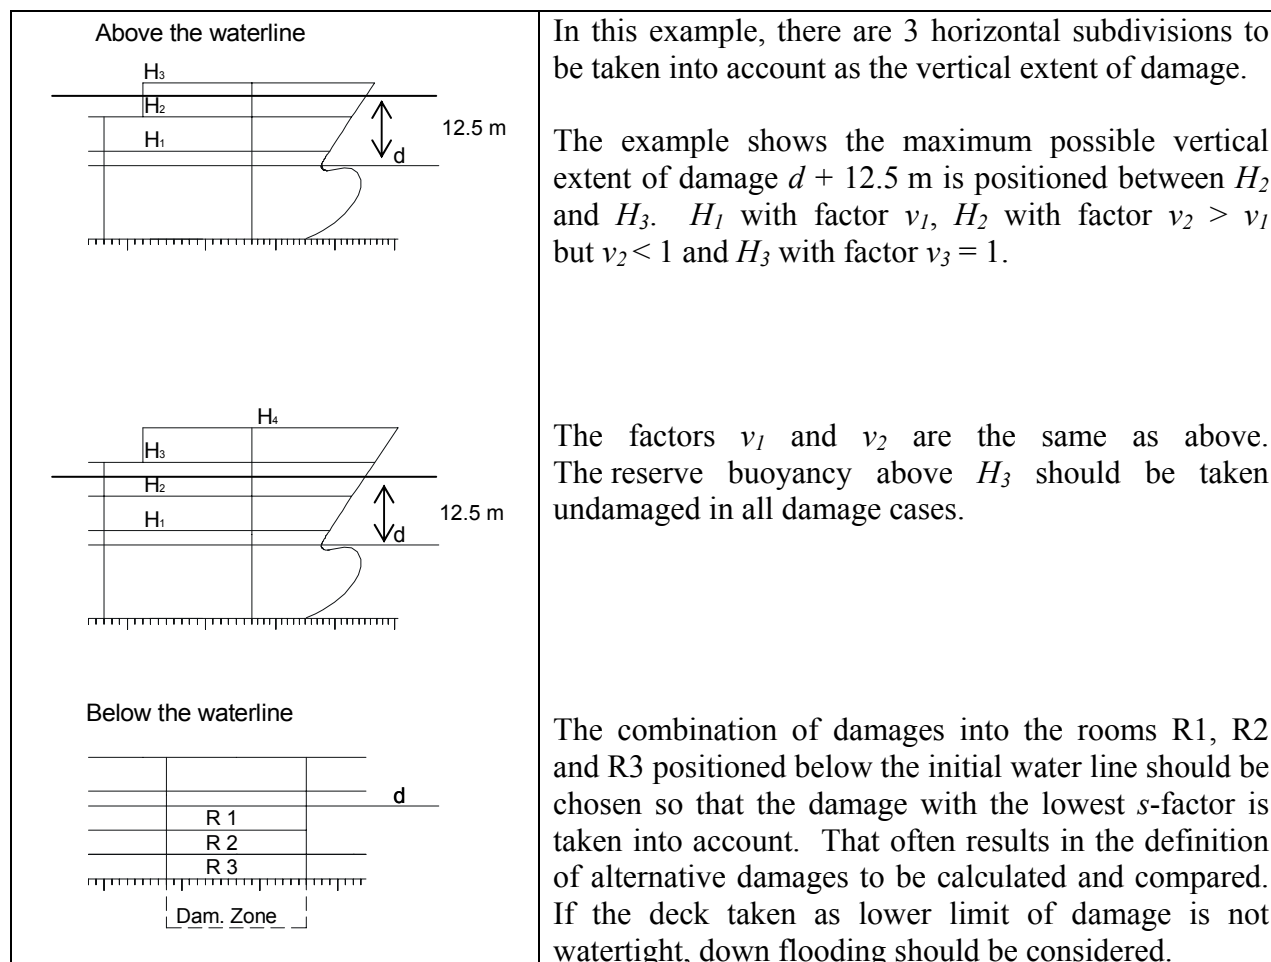 Above the waterline
H3
H2
H1
d
12.5 m
In this example, there are 3 horizontal subdivisions to
be taken into account as the vertical extent of damage.
The example shows the maximum possible vertical
extent of damage d + 12.5 m is positioned between H2
and H3. H1 with factor v1, H2 with factor v2 > v1
but v2 < 1 and H3 with factor v3 = 1.
H4
H3
H2
H1
d
12.5 m
The factors v1 and v2 are the same as above.
The reserve buoyancy above H3 should be taken
undamaged in all damage cases.
Below the waterline
d
R 1
R 2
R 3
Dam. Zone
The combination of damages into the rooms R1, R2
and R3 positioned below the initial water line should be
chosen so that the damage with the lowest s-factor is
taken into account. That often results in the definition
of alternative damages to be calculated and compared.
If the deck taken as lower limit of damage is not
watertight, down flooding should be considered.